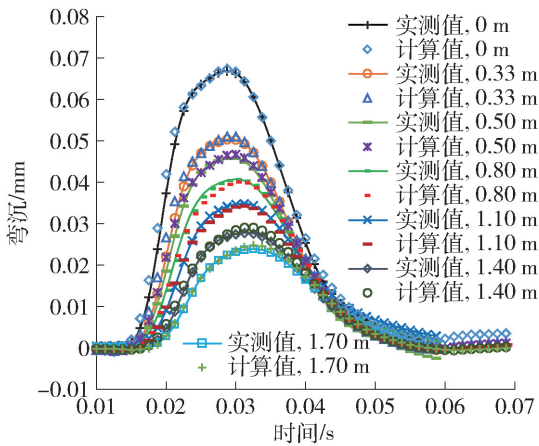 0.08
0.07
0.06
0.05
0.04
0.03
0.02
0.01
0
−0.01
弯沉/mm
实测值, 0 m
计算值, 0 m
实测值, 0.33 m
计算值, 0.33 m
实测值, 0.50 m
计算值, 0.50 m
实测值, 0.80 m
计算值, 0.80 m
实测值, 1.10 m
计算值, 1.10 m
实测值, 1.40 m
计算值, 1.40 m
实测值, 1.70 m
计算值, 1.70 m
0.01 0.02 0.03 0.04 0.05 0.06 0.07
时间/s